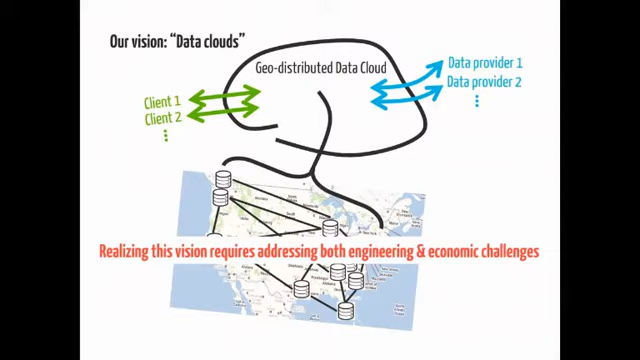 Our vision: "Data clouds"
Geo-distributed Data Cloud
Data provider 1
Data provider 2
Client 1
Client 2
Realizing this vision requires addressing both engineering & economic challenges